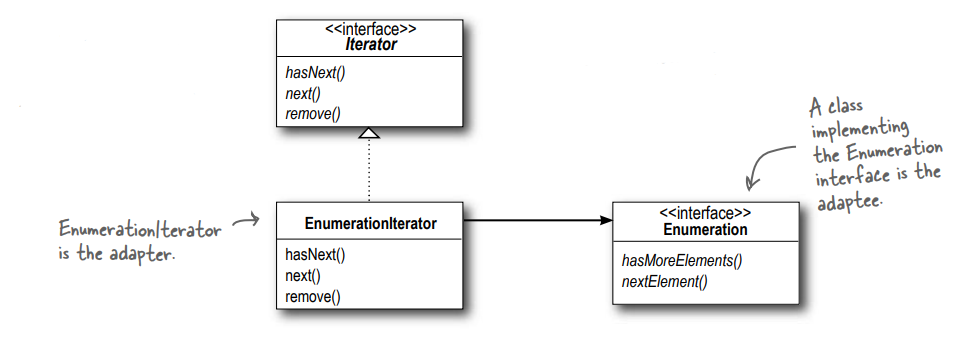 <<interface>>
Iterator
hasNext()
next()
remove()
A class
implementing
the Enumeration
interface is the
adaptee.
EnumerationIterator
is the adapter.
EnumerationIterator
hasNext()
next()
remove()
<<interface>>
Enumeration
hasMoreElements()
nextElement()